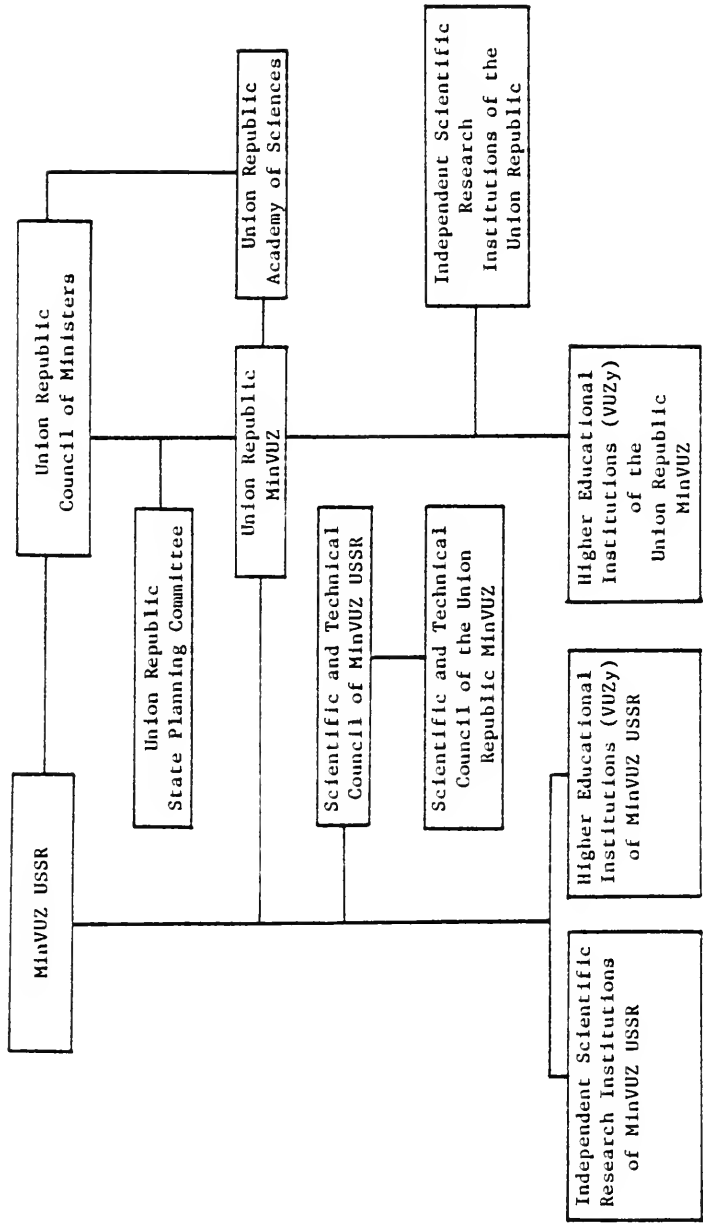 MinVUZ USSR
Union Republic
Council of Ministers
Union Republic
State Planning Committee
Union Republic
MinVUZ
Union Republic
Academy of Sciences
Scientific and Technical
Council of MinVUZ USSR
Scientific and Technical
Council of the Union
Republic MinVUZ
Independent Scientific
Research
Institutions of the
Union Republic
Independent Scientific
Research Institutions
of MinVUZ USSR
Higher Educational
Institutions (VUZy)
of MinVUZ USSR
Higher Educational
Institutions (VUZy)
of the
Union Republic
MinVUZ